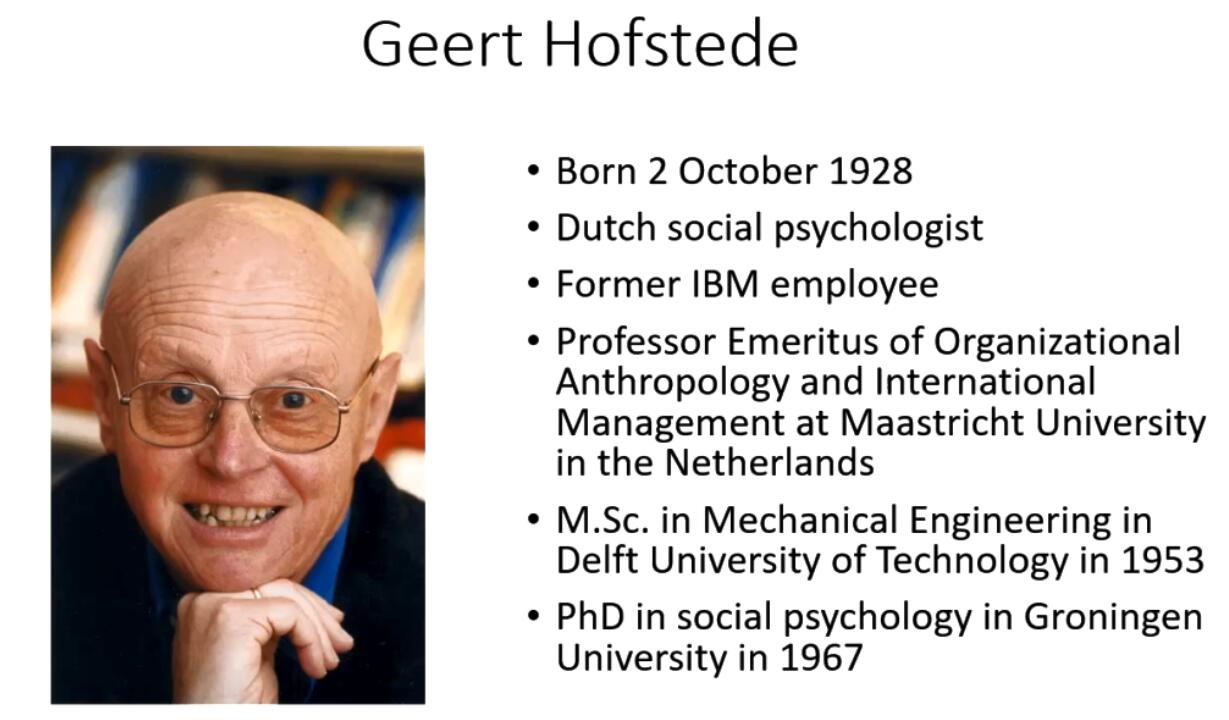 Geert Hofstede
• Born 2 October 1928
• Dutch social psychologist
• Former IBM employee
• Professor Emeritus of Organizational
Anthropology and International
Management at Maastricht University
in the Netherlands
• M.Sc. in Mechanical Engineering in
Delft University of Technology in 1953
• PhD in social psychology in Groningen
University in 1967